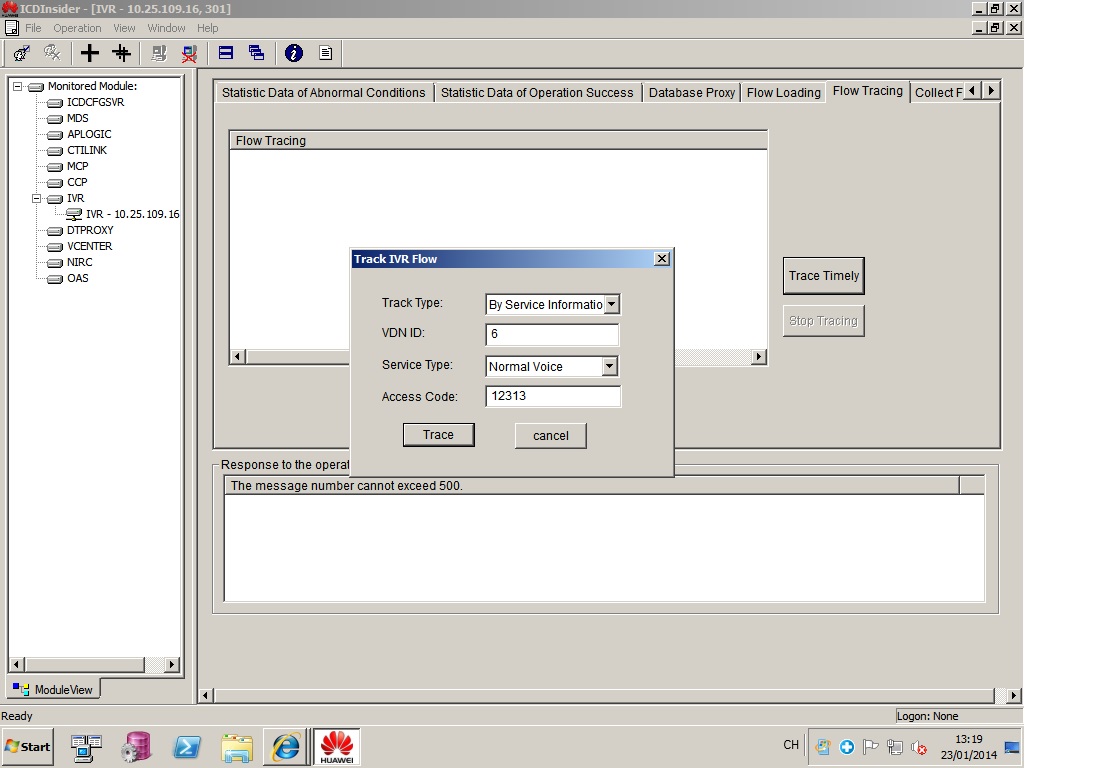 ICDInsider - [IVR - 10.25.109.16, 301]
File Operation View Window Help
Monitored Module:
ICDCFGSVR
MDS
APLOGIC
CTILINK
MCP
CCP
IVR
IVR - 10.25.109.16
DTPROXY
VCENTER
NIRC
OAS
ModuleView
Statistic Data of Abnormal Conditions Statistic Data of Operation Success Database Proxy Flow Loading Flow Tracing Collect F
Flow Tracing
Trace Timely
Stop Tracing
Track IVR Flow
Track Type: By Service Informatio
VDN ID: 6
Service Type: Normal Voice
Access Code: 12313
Trace cancel
Response to the operat
The message number cannot exceed 500.
Ready
Logon: None
Start
HUAWEI
CH
13:19
23/01/2014